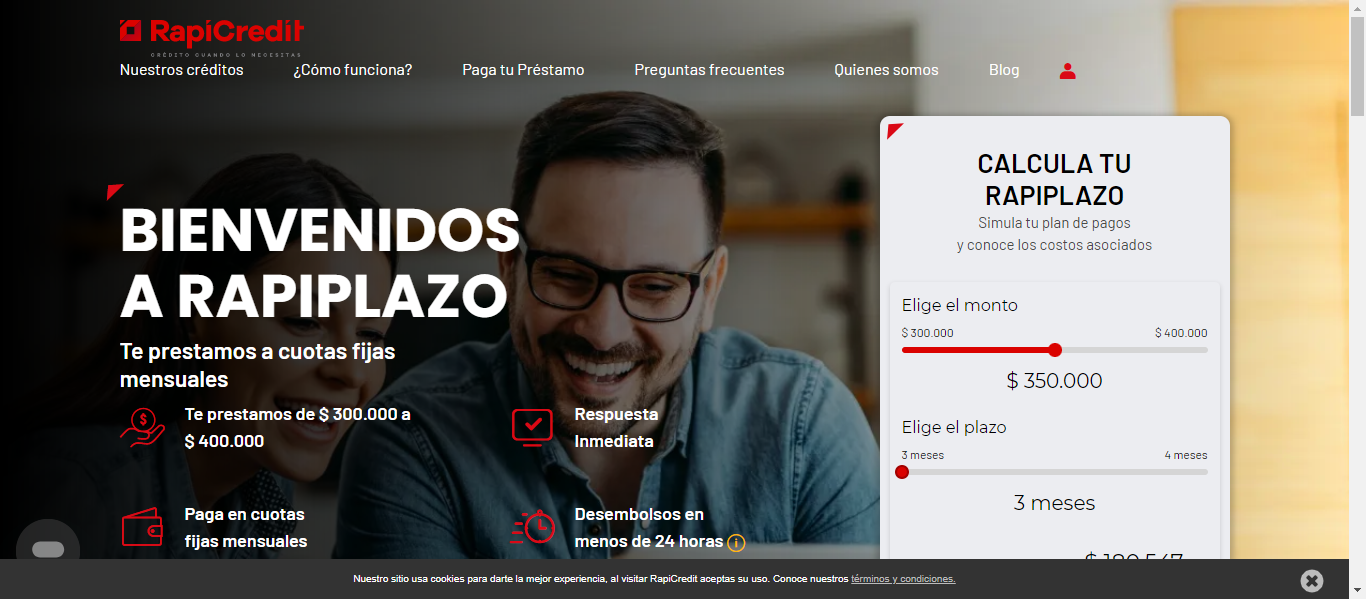 RapiCredit
CRÉDITO CUANDO LO NECESITAS
Nuestros créditos
¿Cómo funciona?
Paga tu Préstamo
Preguntas frecuentes
Quienes somos
Blog
BIENVENIDOS
A RAPIPLAZO
Te prestamos a cuotas fijas
mensuales
Te prestamos de $ 300.000 a
$ 400.000
Respuesta
Inmediata
Paga en cuotas
fijas mensuales
Desembolsos en
menos de 24 horas
CALCULA TU
RAPIPLAZO
Simula tu plan de pagos
y conoce los costos asociados
Elige el monto
$ 300.000
$ 400.000
$ 350.000
Elige el plazo
3 meses
4 meses
3 meses
Nuestro sitio usa cookies para darte la mejor experiencia, al visitar RapiCredit aceptas su uso. Conoce nuestros términos y condiciones.